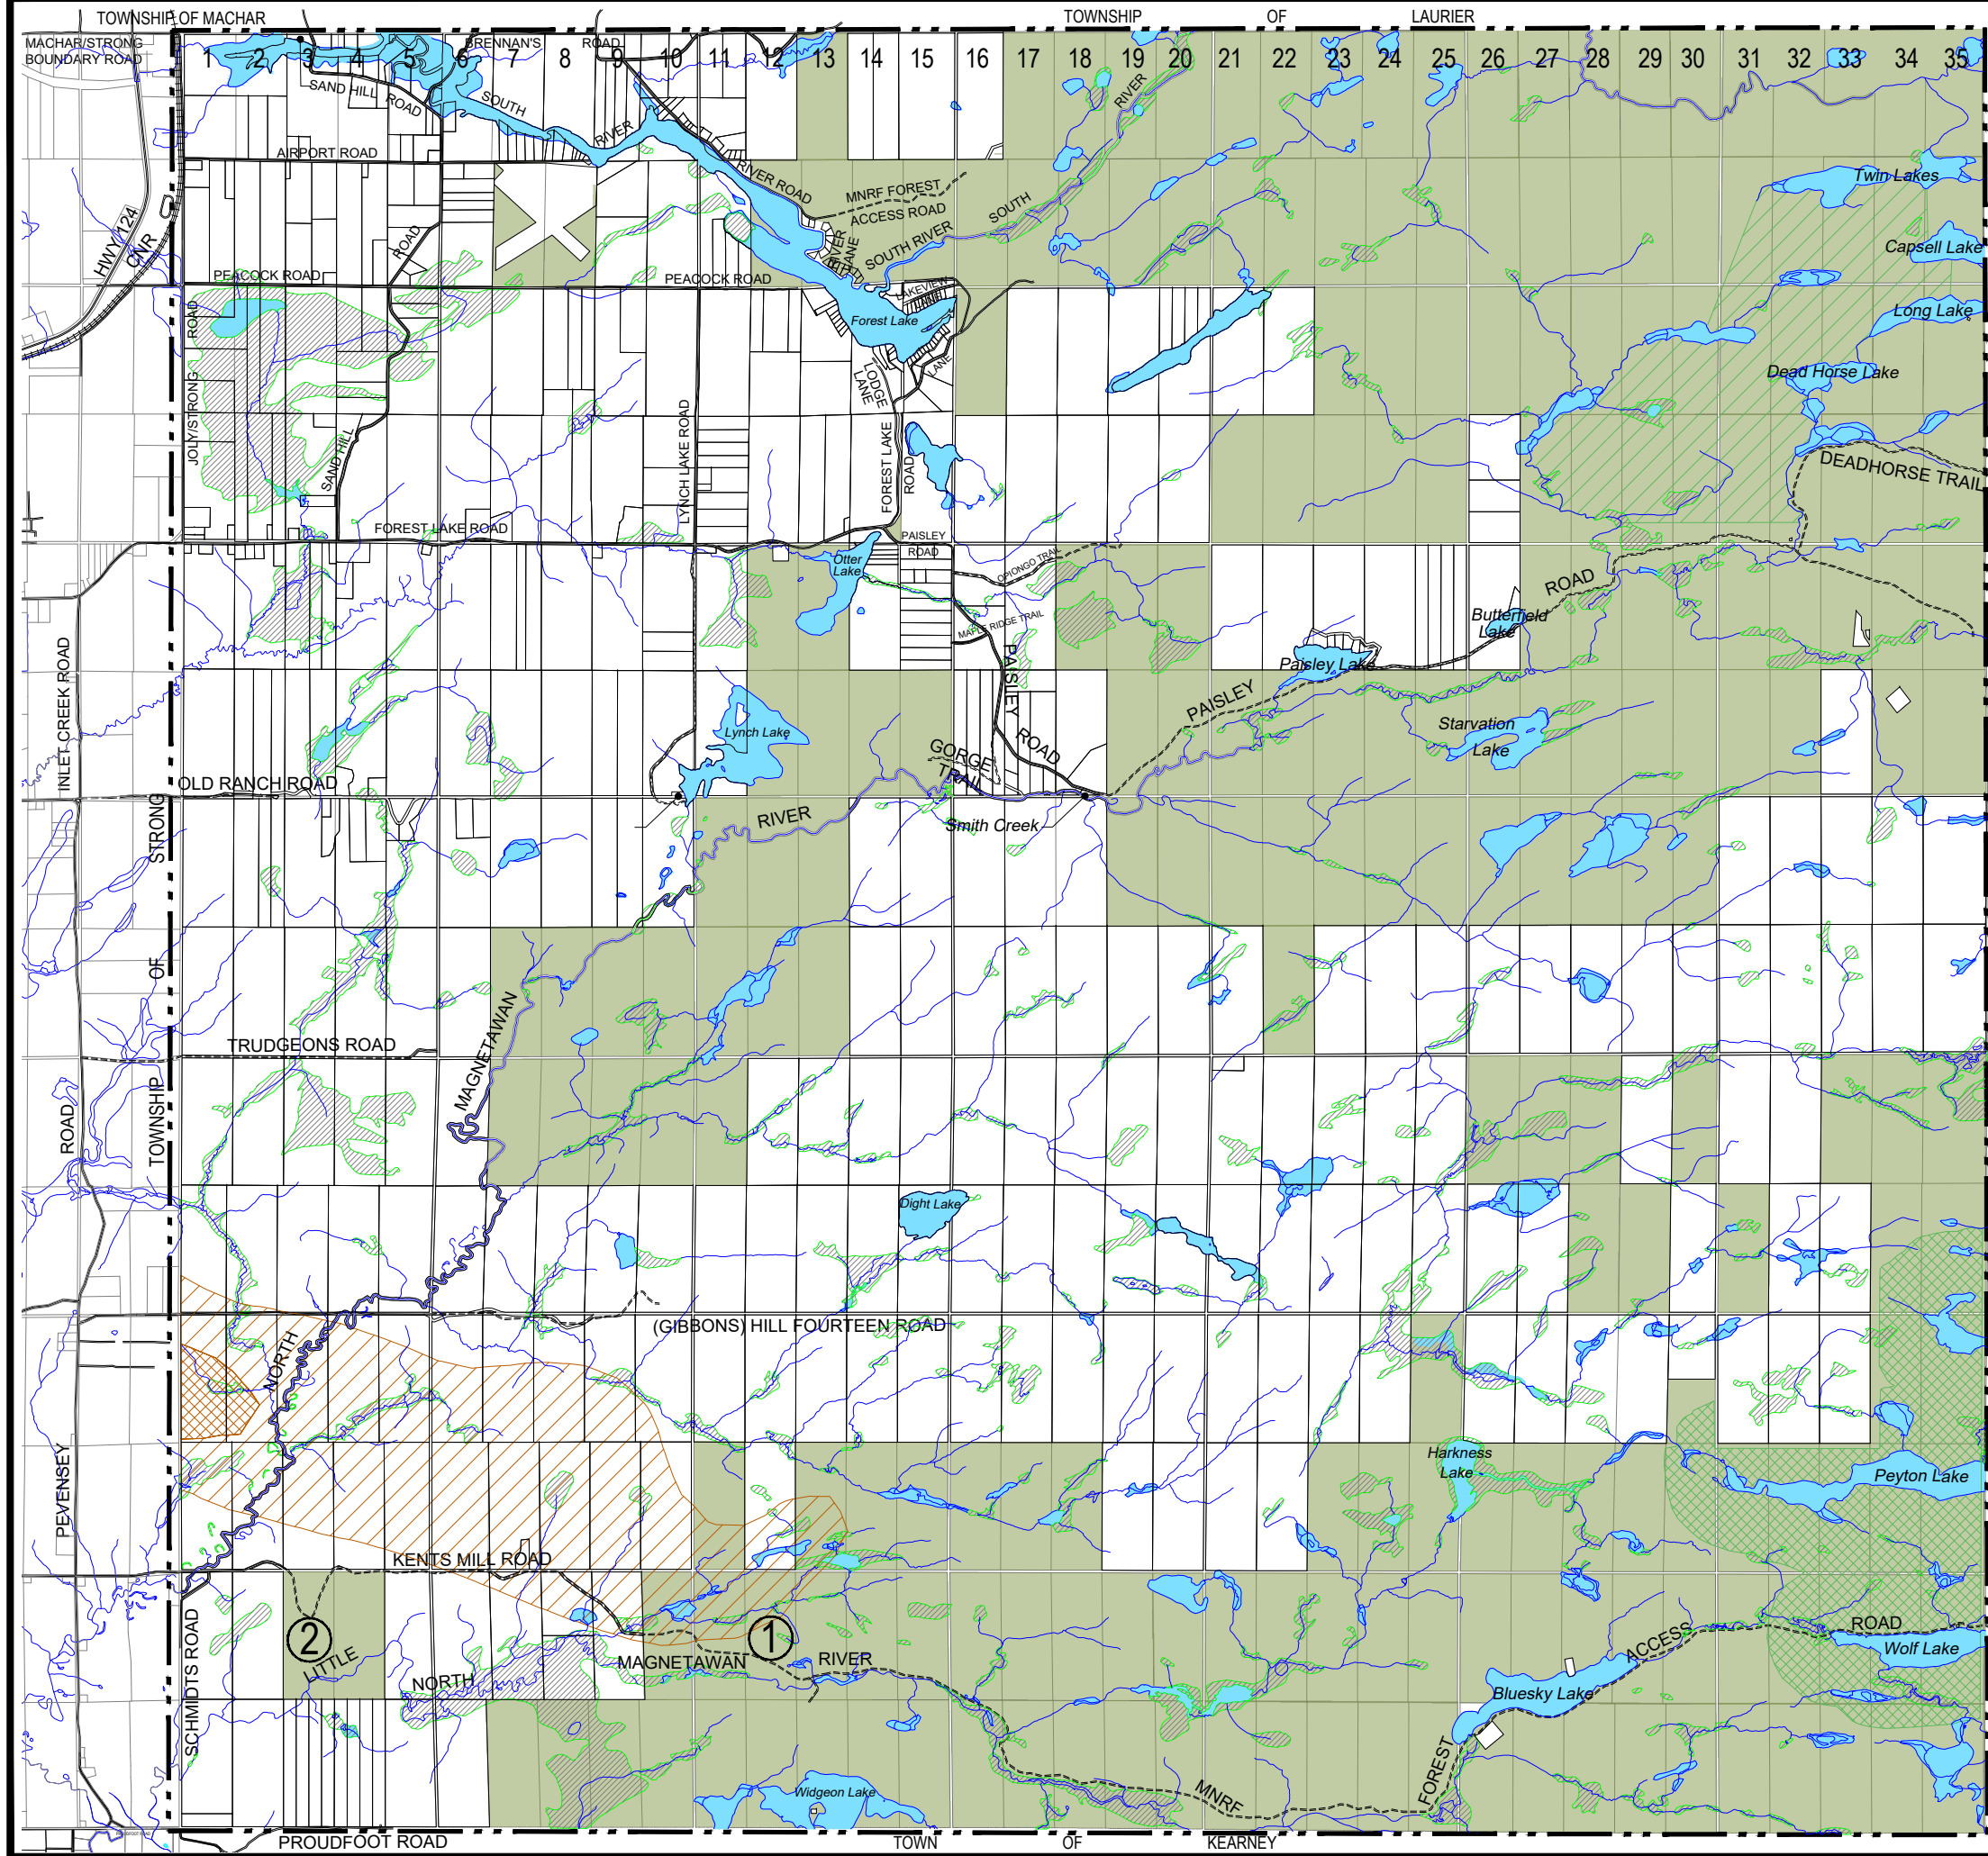 TOWNSHIP OF MACHAR
TOWNSHIP OF LAURIER
MACHAR/STRONG
BOUNDARY ROAD
BRENNAN'S ROAD
1 2 3 4 5 6 7 8 9 10 11 12 13 14 15 16 17 18 19 20 21 22 23 24 25 26 27 28 29 30 31 32 33 34 35
SAND HILL ROAD
SOUTH
RIVER
RIVER
AIRPORT ROAD
RIVER ROAD
MNRF FOREST
ACCESS ROAD
SOUTH
SOUTH RIVER
RIVER
LANE
Twin Lakes
HWY 124
CNR
ROAD
Capsell Lake
PEACOCK ROAD
PEACOCK ROAD
LAKEVIEW
LANE
Forest Lake
Long Lake
ROAD
JOLY/STRONG
LODGE
LANE
LANE
Dead Horse Lake
SAND HILL
LYNCH LAKE ROAD
FOREST LAKE
ROAD
DEADHORSE TRAIL
FOREST LAKE ROAD
PAISLEY
ROAD
Otter
Lake
OPIONGO TRAIL
MAPLE RIDGE TRAIL
ROAD
Butterfield
Lake
Paisley Lake
INLET CREEK ROAD
PAISLEY
ROAD
PAISLEY
Lynch Lake
Starvation
Lake
GORGE
TRAIL
OLD RANCH ROAD
RIVER
Smith Creek
TOWNSHIP OF STRONG
MAGNETAWAN
TRUDGEONS ROAD
ROAD
Dight Lake
(GIBBONS) HILL FOURTEEN ROAD
NORTH
PEVENSEY
Harkness
Lake
Peyton Lake
KENTS MILL ROAD
2
1
SCHMIDTS ROAD
LITTLE
NORTH
MAGNETAWAN
RIVER
ACCESS
ROAD
Wolf Lake
Bluesky Lake
FOREST
MNRF
Widgeon Lake
PROUDFOOT ROAD
TOWN OF KEARNEY